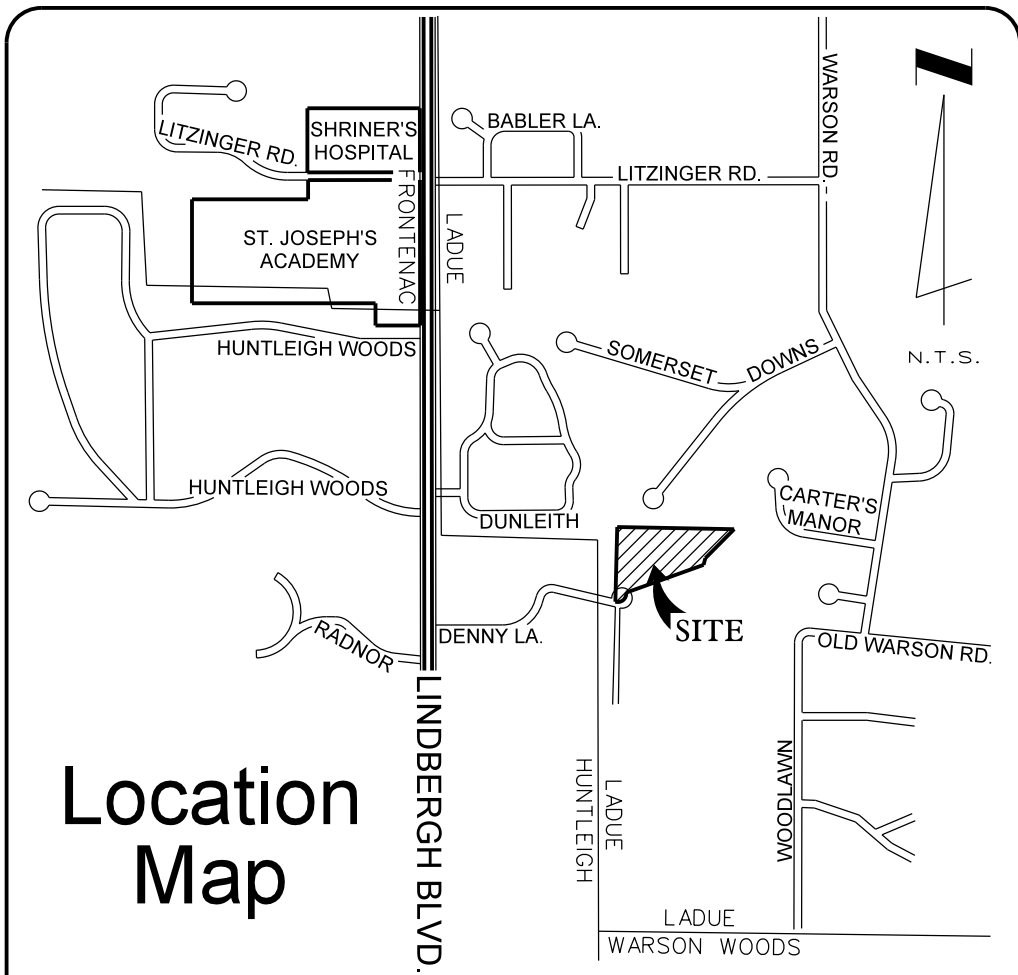 WARSON RD.
N
BABLER LA.
SHRINER'S
HOSPITAL
LITZINGER RD.
LITZINGER RD.
FRONTENAC
LADUE
ST. JOSEPH'S
ACADEMY
HUNTLEIGH WOODS
SOMERSET
DOWNS
N.T.S.
HUNTLEIGH WOODS
DUNLEITH
CARTER'S
MANOR
SITE
RADNOR
DENNY LA.
OLD WARSON RD.
LINDBERGH BLVD.
WOODLAWN
HUNTLEIGH
LADUE
Location
Map
LADUE
WARSON WOODS